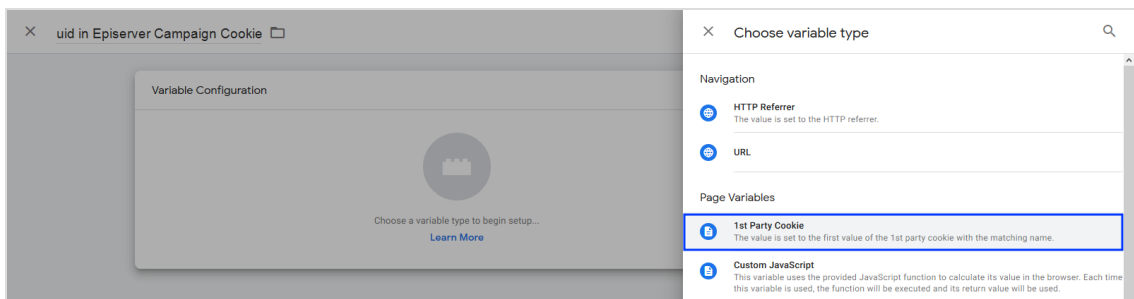 uid in Episerver Campaign Cookie
Variable Configuration
Choose a variable type to begin setup...
Learn More
Choose variable type
Navigation
HTTP Referrer
The value is set to the HTTP referrer.
URL
Page Variables
1st Party Cookie
The value is set to the first value of the 1st party cookie with the matching name.
Custom JavaScript
This variable uses the provided JavaScript function to calculate its value in the browser. Each time
this variable is used, the function will be executed and its return value will be used.